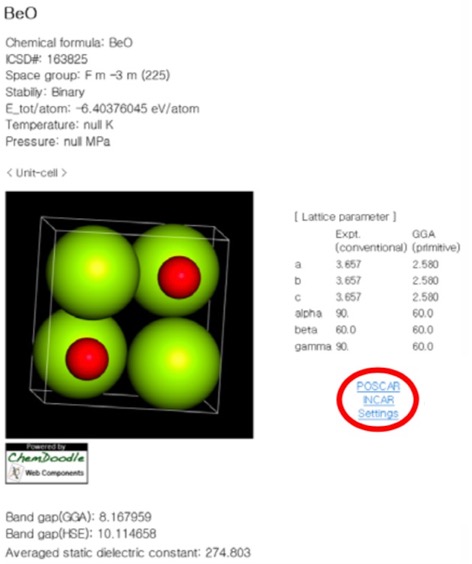 BeO
Chemical formula: BeO
ICSD#: 163825
Space group: F m -3 m (225)
Stabiliy: Binary
E_tot/atom: -6.40376045 eV/atom
Temperature: null K
Pressure: null MPa
< Unit-cell >
[ Lattice parameter ]
Expt. GGA
(conventional) (primitive)
a 3.657 2.580
b 3.657 2.580
c 3.657 2.580
alpha 90. 60.0
beta 60.0 60.0
gamma 90. 60.0
POSCAR
INCAR
Settings
Powered by
ChemDoodle
Web Components
Band gap(GGA): 8.167959
Band gap(HSE): 10.114658
Averaged static dielectric constant: 274.803